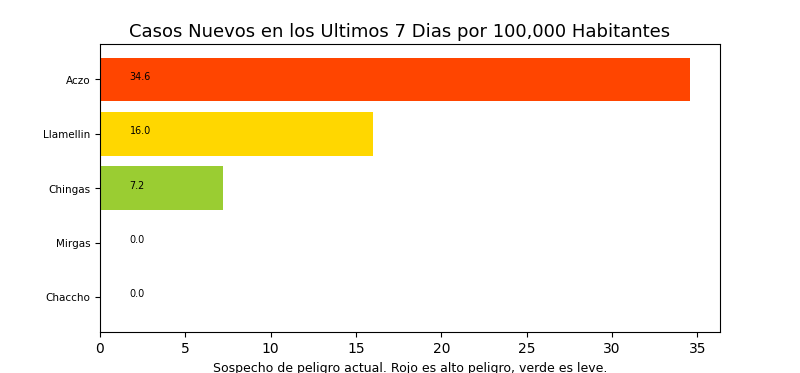 Casos Nuevos en los Ultimos 7 Dias por 100,000 Habitantes
Aczo 34.6
Llamellin 16.0
Chingas 7.2
Mirgas 0.0
Chaccho 0.0
0 5 10 15 20 25 30 35
Sospecho de peligro actual. Rojo es alto peligro, verde es leve.